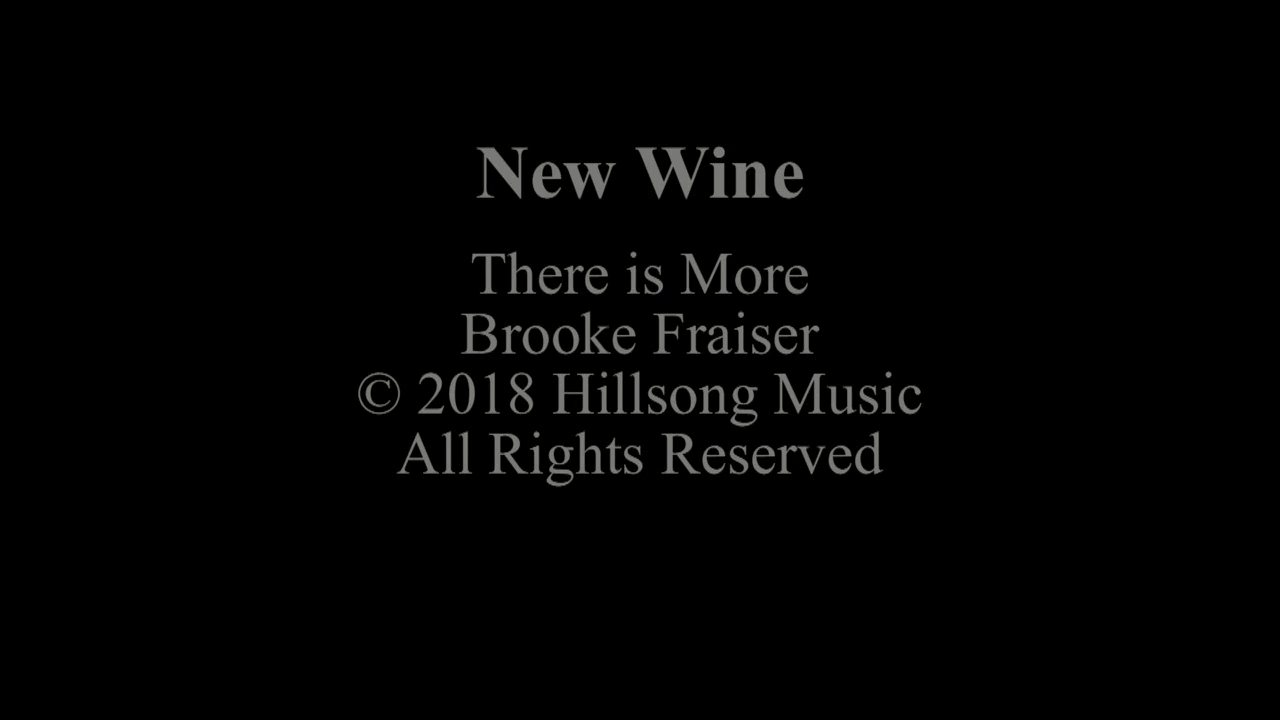 New Wine
There is More
Brooke Fraiser
© 2018 Hillsong Music
All Rights Reserved